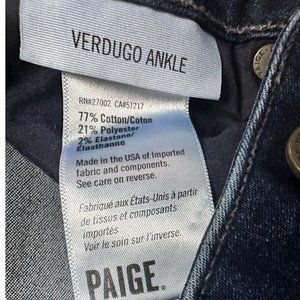 VERDUGO ANKLE
RN#27002 CA#51217
77% Cotton/Coton
21% Polyester
2% Elastane/
Elasthanne
Made in the USA of Imported
fabric and components.
See care on reverse.
Fabriqué aux États-Unis à partir
de tissus et composants
importés
Voir le soin sur l'inverse.
PAIGE.
PAIGE